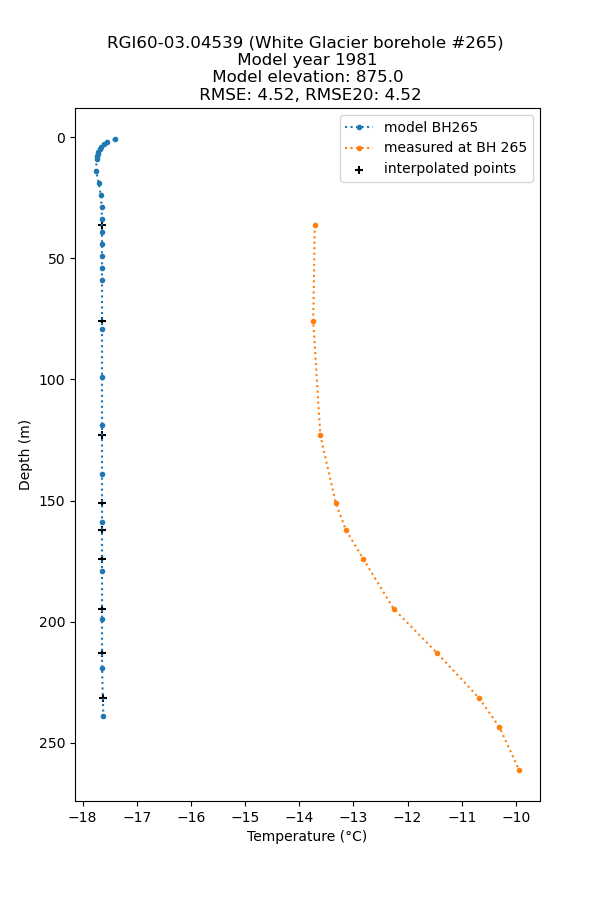 RGI60-03.04539 (White Glacier borehole #265)
Model year 1981
Model elevation: 875.0
RMSE: 4.52, RMSE20: 4.52
model BH265
measured at BH 265
interpolated points
0
50
100
150
200
250
Depth (m)
−18 −17 −16 −15 −14 −13 −12 −11 −10
Temperature (°C)